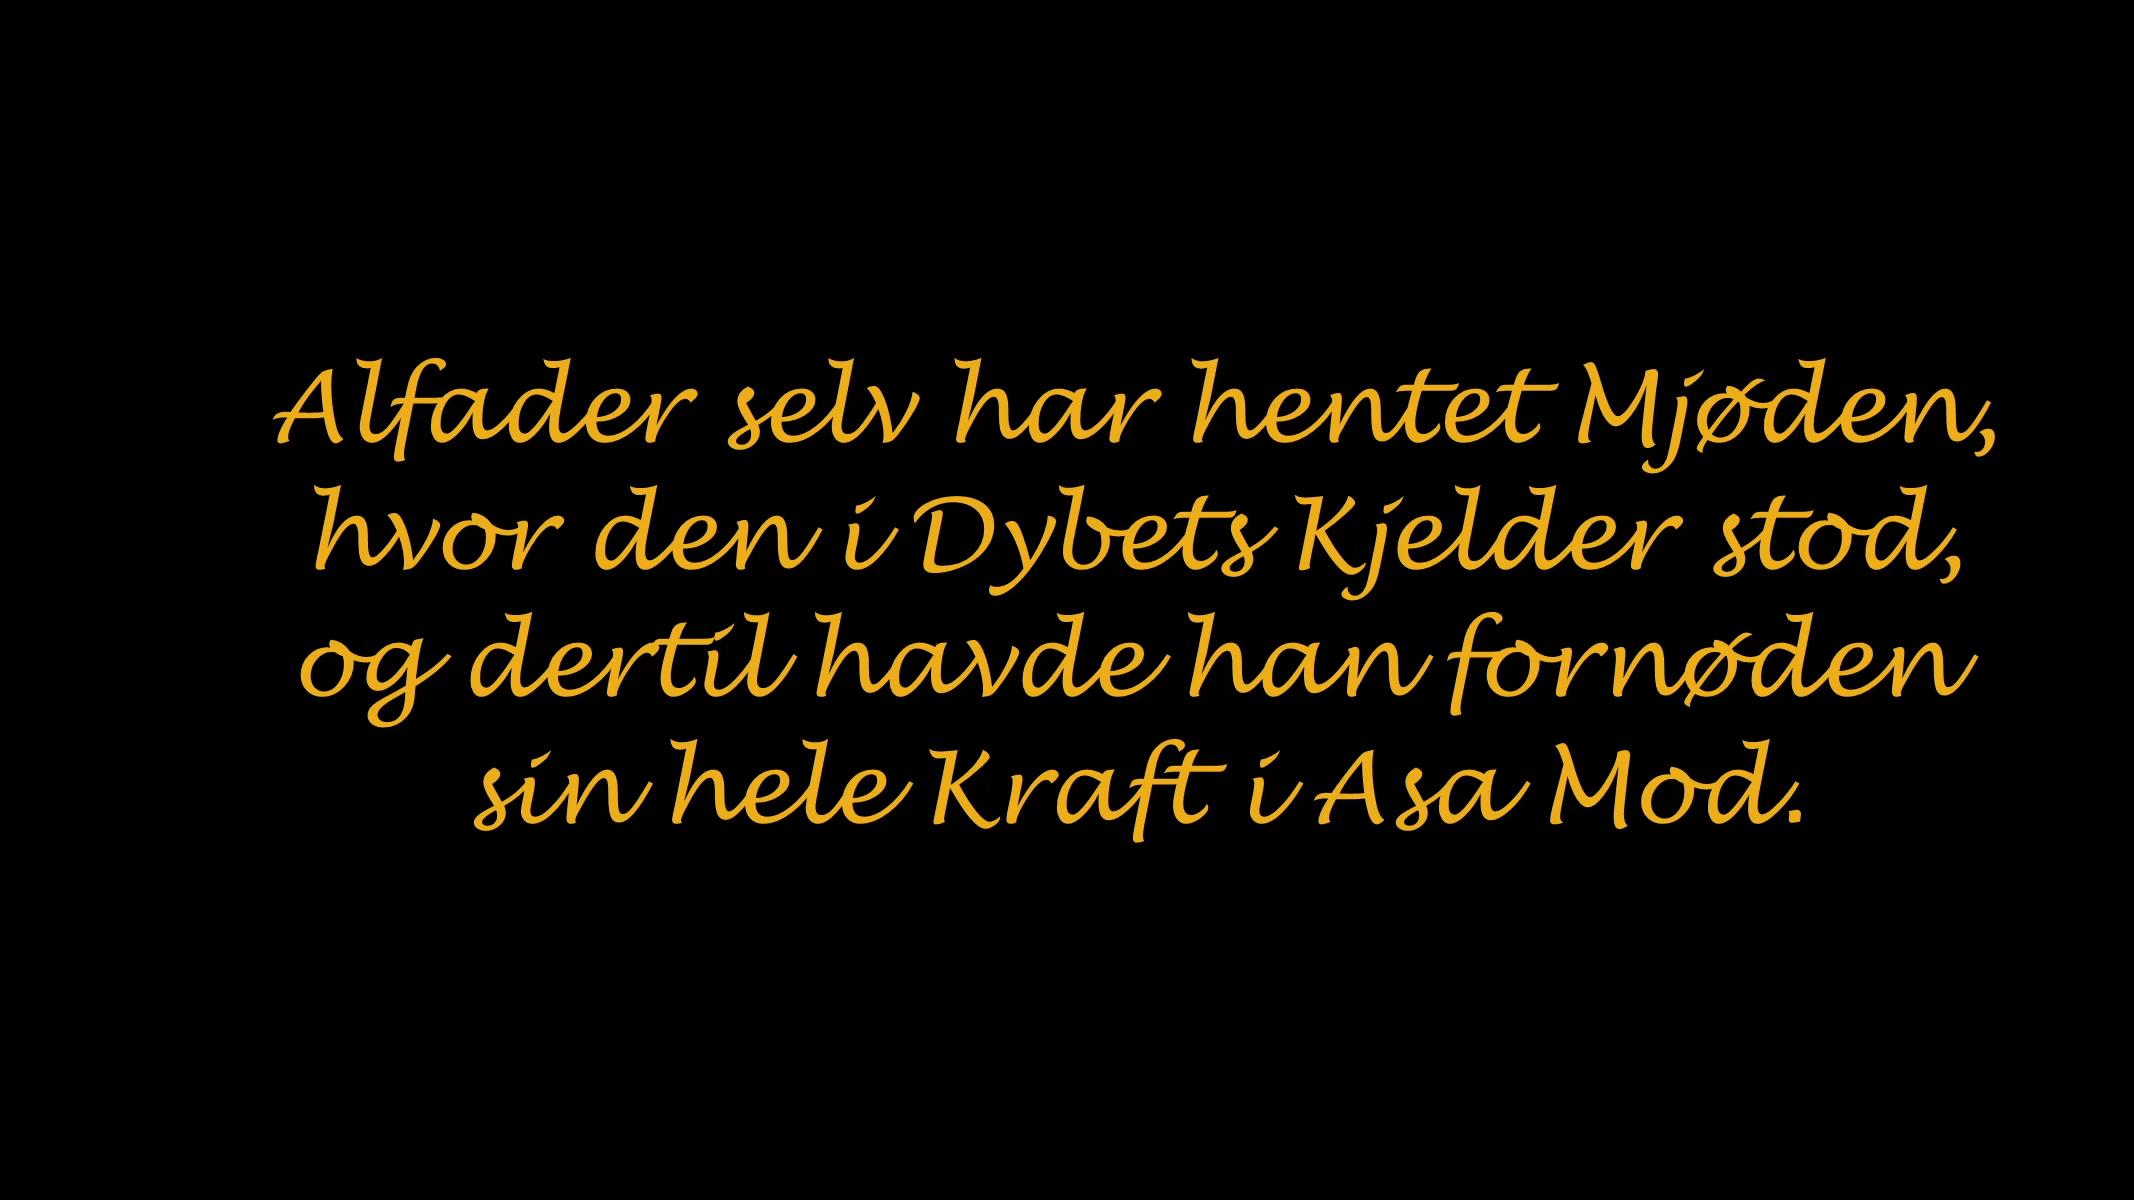 Alfader selv har hentet Mjøden,
hvor den i Dybets Kjelder stod,
og dertil havde han fornøden
sin hele Kraft i Asa Mod.